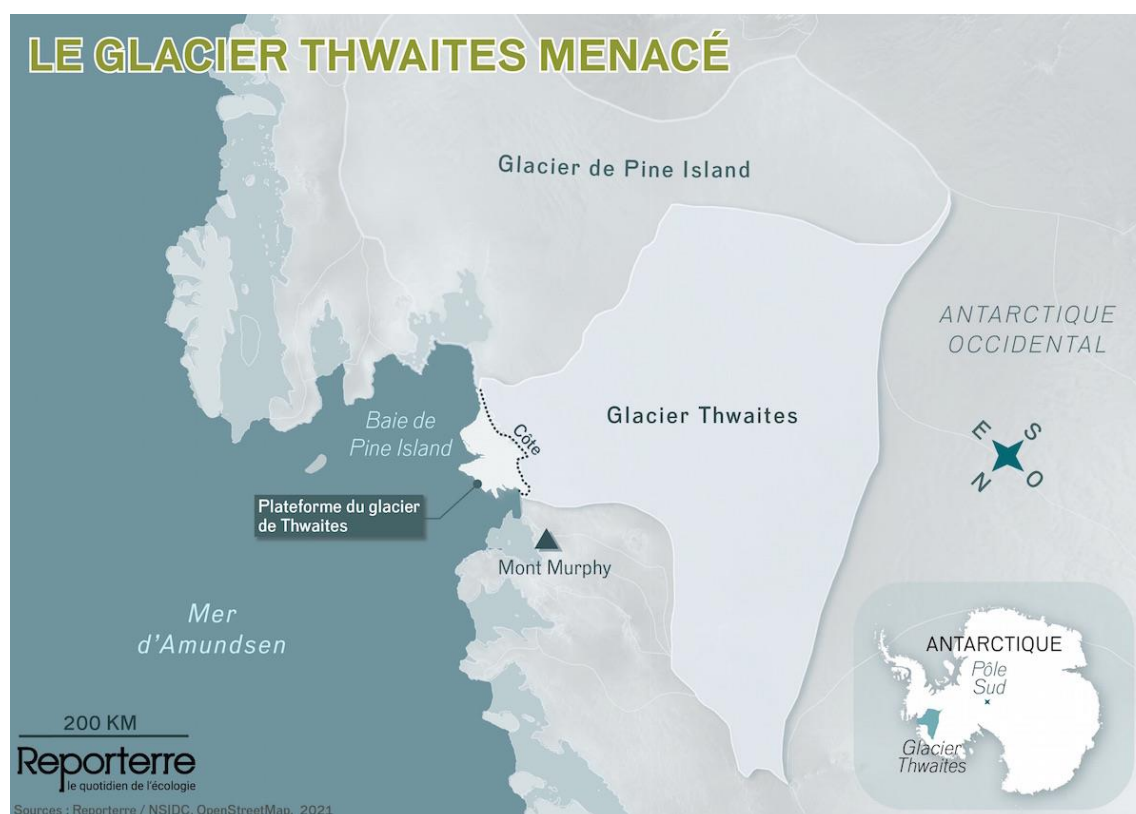 LE GLACIER THWAITES MENACÉ
Glacier de Pine Island
ANTARCTIQUE
OCCIDENTAL
Glacier Thwaites
Côte
Baie de
Pine Island
E
S
N
O
Plateforme du glacier
de Thwaites
Mont Murphy
Mer
d'Amundsen
ANTARCTIQUE
Pôle
Sud
Glacier
Thwaites
200 KM
Reporterre
le quotidien de l'écologie
Sources : Reporterre / NSIDC, OpenStreetMap, 2021